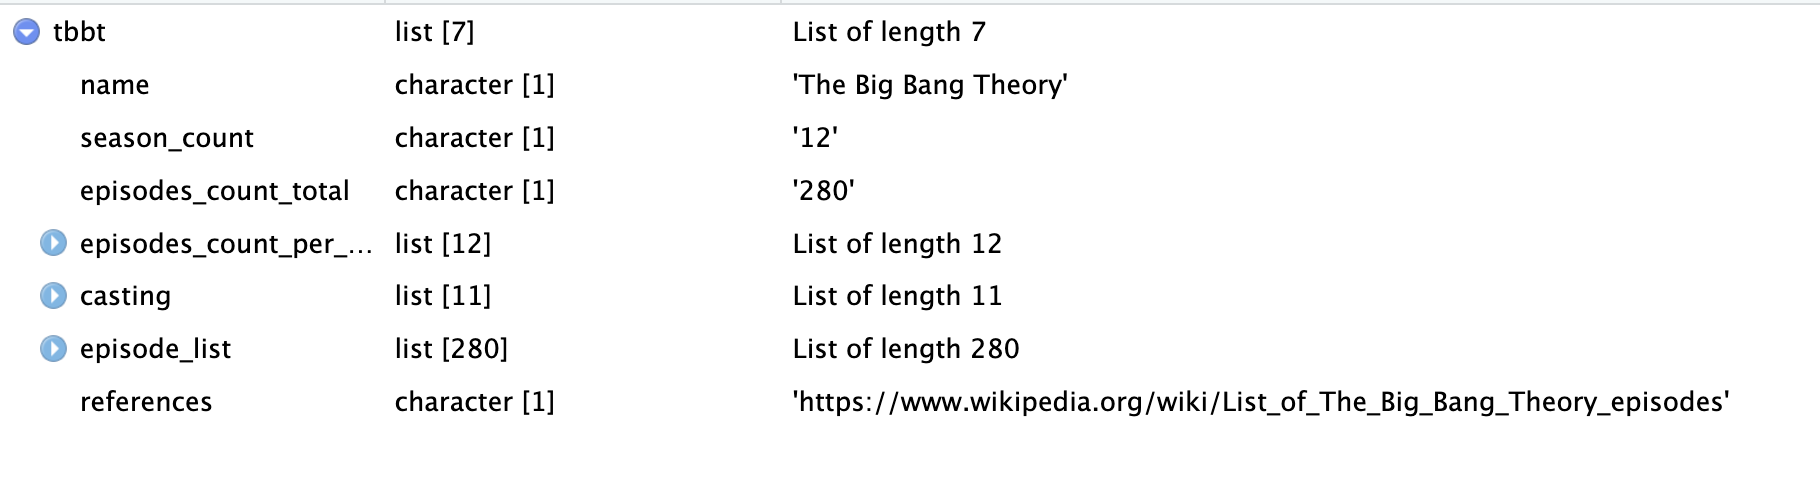 tbbt list [7] List of length 7
name character [1] 'The Big Bang Theory'
season_count character [1] '12'
episodes_count_total character [1] '280'
episodes_count_per_... list [12] List of length 12
casting list [11] List of length 11
episode_list list [280] List of length 280
references character [1] 'https://www.wikipedia.org/wiki/List_of_The_Big_Bang_Theory_episodes'